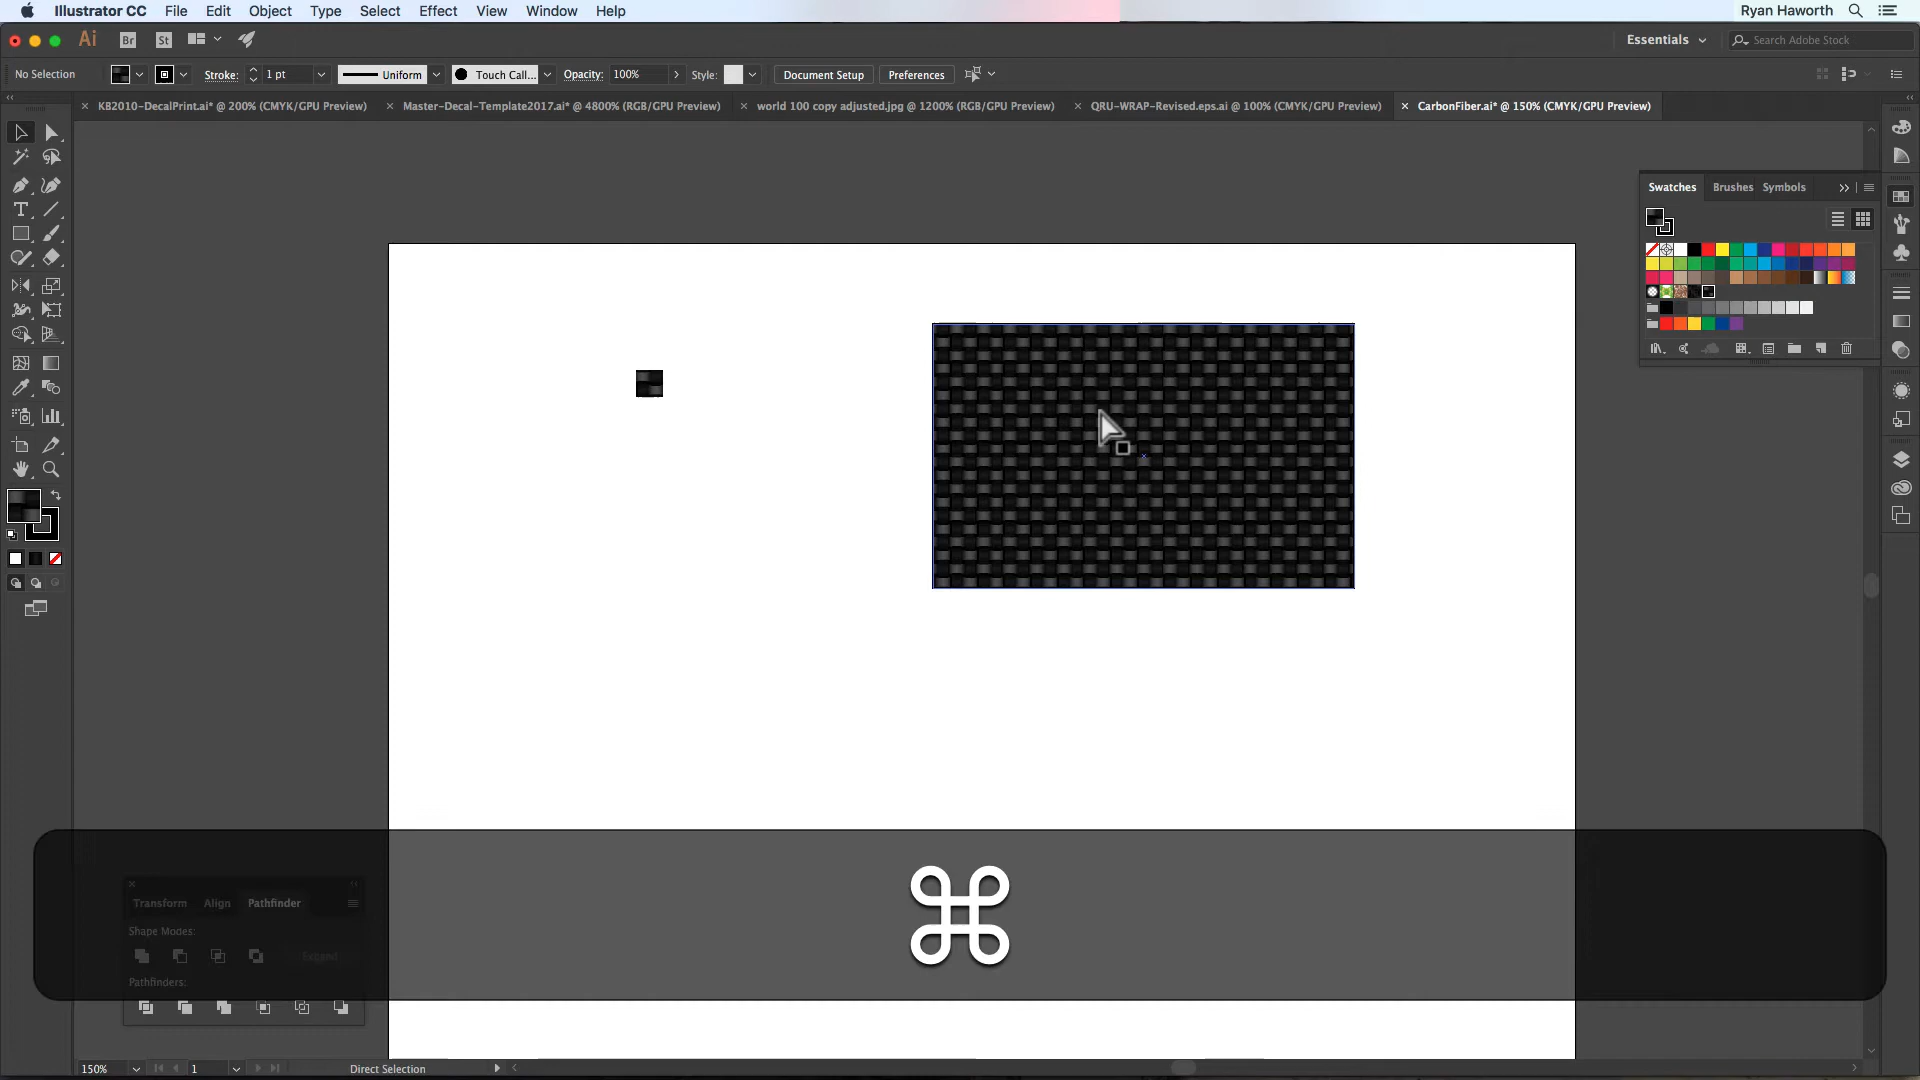 Illustrator CC File Edit Object Type Select Effect View Window Help Ryan Haworth
Ai Br St Essentials Search Adobe Stock
No Selection Stroke: 1 pt Uniform Touch Call... Opacity: 100% Style: Document Setup Preferences
KB2010-DecalPrint.ai* @ 200% (CMYK/GPU Preview) Master-Decal-Template2017.ai* @ 4800% (RGB/GPU Preview) world 100 copy adjusted.jpg @ 1200% (RGB/GPU Preview) QRU-WRAP-Revised.eps.ai @ 100% (CMYK/GPU Preview) CarbonFiber.ai* @ 150% (CMYK/GPU Preview)
Swatches Brushes Symbols
Transform Align Pathfinder
Shape Modes:
Expand
Pathfinders:
150% 1 Direct Selection